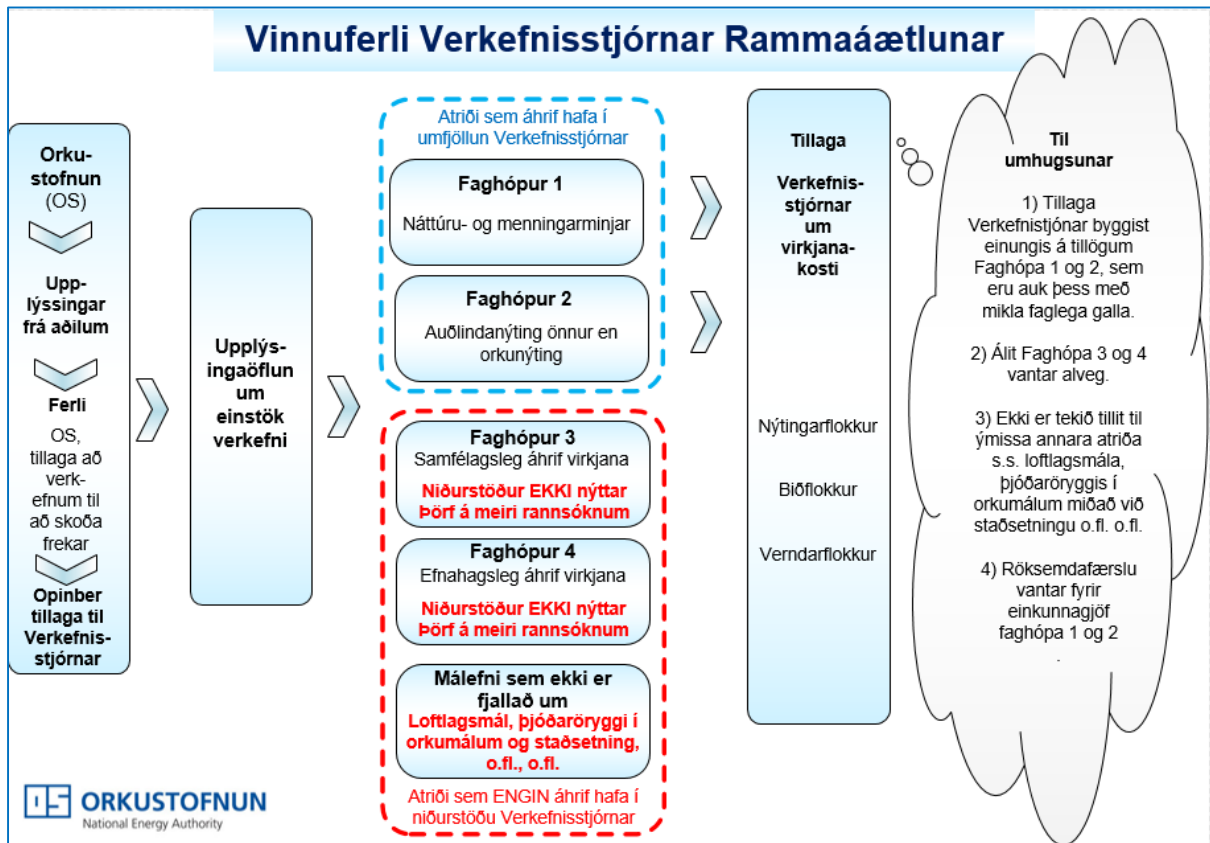 Vinnuferli Verkefnisstjórnar Rammaáætlunar
Orku-
stofnun
(OS)
Upp-
lýssingar
frá aðilum
Ferli
OS,
tillaga að
verk-
efnum til
að skoða
frekar
Opinber
tillaga til
Verkefnis-
stjórnar
Upplýs-
ingaöflun
um
einstök
verkefni
Atriði sem áhrif hafa í
umfjöllun Verkefnisstjórnar
Faghópur 1
Náttúru- og menningarminjar
Faghópur 2
Auðlindanýting önnur en
orkunýting
Faghópur 3
Samfélagsleg áhrif virkjana
Niðurstöður EKKI nýttar
Þörf á meiri rannsóknum
Faghópur 4
Efnahagsleg áhrif virkjana
Niðurstöður EKKI nýttar
Þörf á meiri rannsóknum
Málefni sem ekki er
fjallað um
Loftlagsmál, þjóðaröryggi í
orkumálum og staðsetning,
o.fl., o.fl.
Atriði sem ENGIN áhrif hafa í
niðurstöðu Verkefnisstjórnar
Tillaga
Verkefnis-
stjórnar
um
virkjana-
kosti
Nýtingarflokkur
Biðflokkur
Verndarflokkur
Til
umhugsunar
1) Tillaga
Verkefnistjónar byggist
einungis á tillögum
Faghópa 1 og 2, sem
eru auk þess með
mikla faglega galla.
2) Álit Faghópa 3 og 4
vantar alveg.
3) Ekki er tekið tillit til
ýmissa annara atriða
s.s. loftlagsmála,
þjóðaröryggis í
orkumálum miðað við
staðsetningu o.fl. o.fl.
4) Röksemdafærslu
vantar fyrir
einkunnagjöf
faghópa 1 og 2
.
OS ORKUSTOFNUN
National Energy Authority